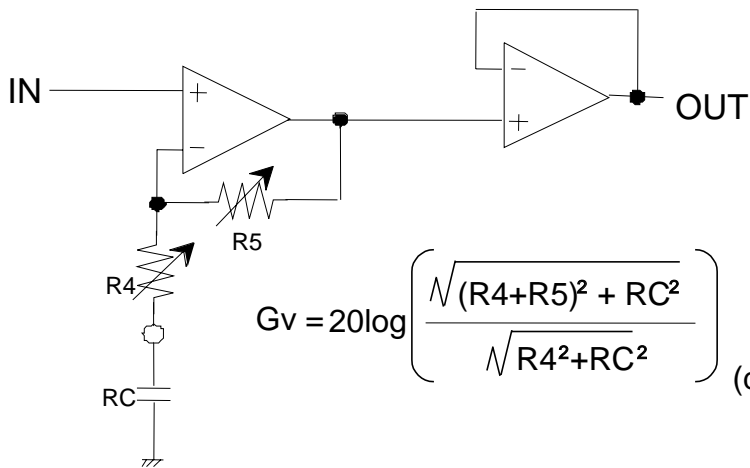 IN
+
−
−
+
OUT
R5
R4
Gv = 20log ( √(R4+R5)² + RC² / √R4²+RC² )
RC